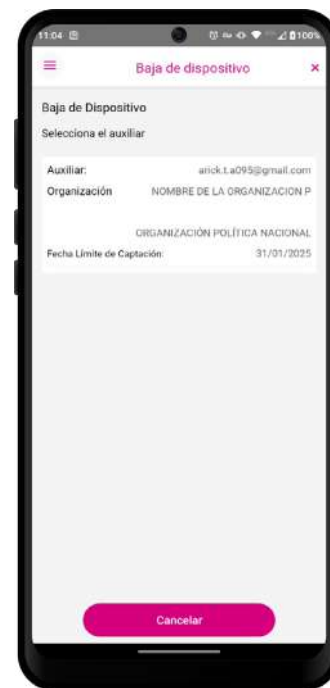 11:04
100%
Baja de dispositivo
×
Baja de Dispositivo
Selecciona el auxiliar
Auxiliar: arick.t.a095@gmail.com
Organización NOMBRE DE LA ORGANIZACION P
ORGANIZACIÓN POLÍTICA NACIONAL
Fecha Límite de Captación: 31/01/2025
Cancelar